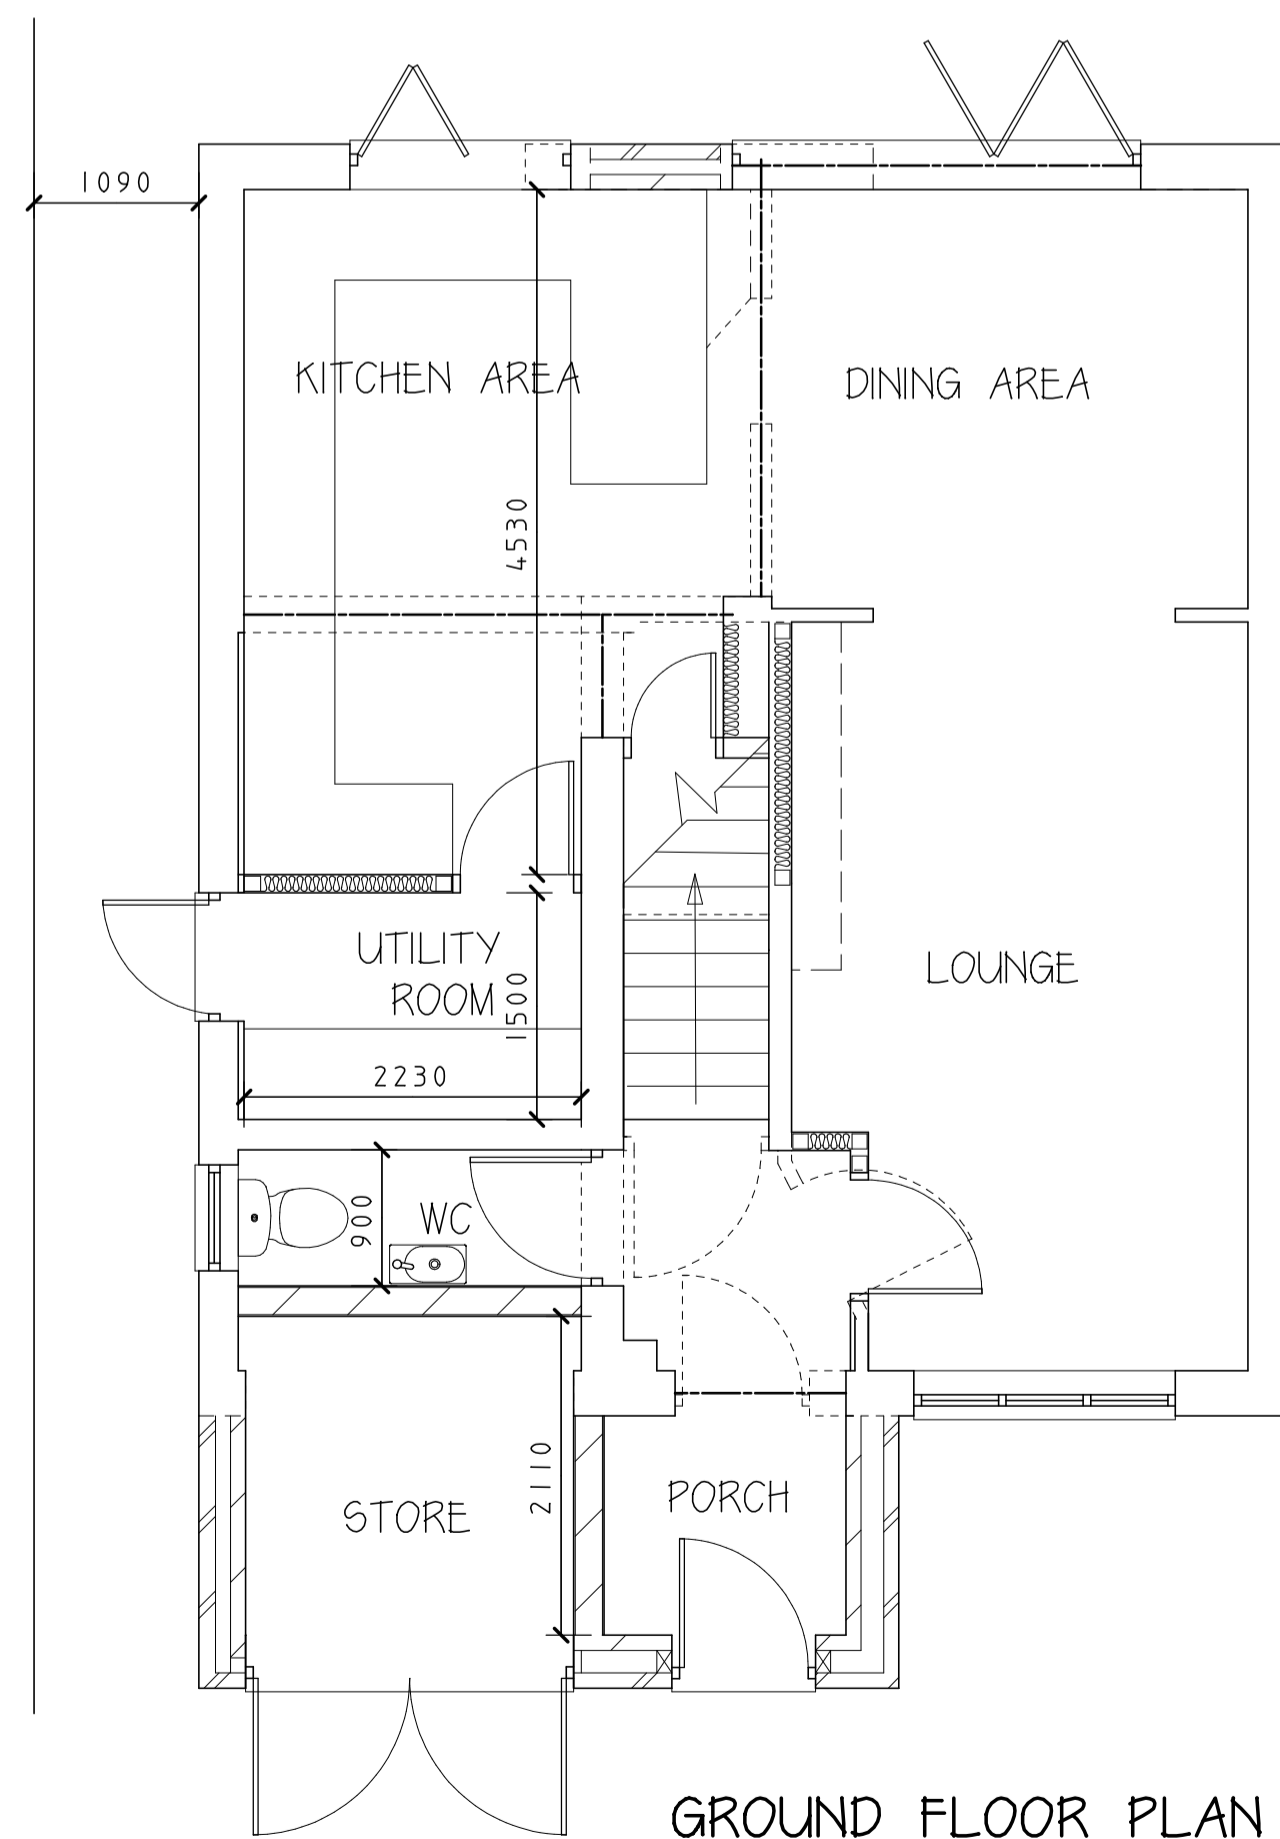 1090
KITCHEN AREA
DINING AREA
4530
UTILITY
ROOM
1500
LOUNGE
2230
900
WC
2110
STORE
PORCH
GROUND FLOOR PLAN